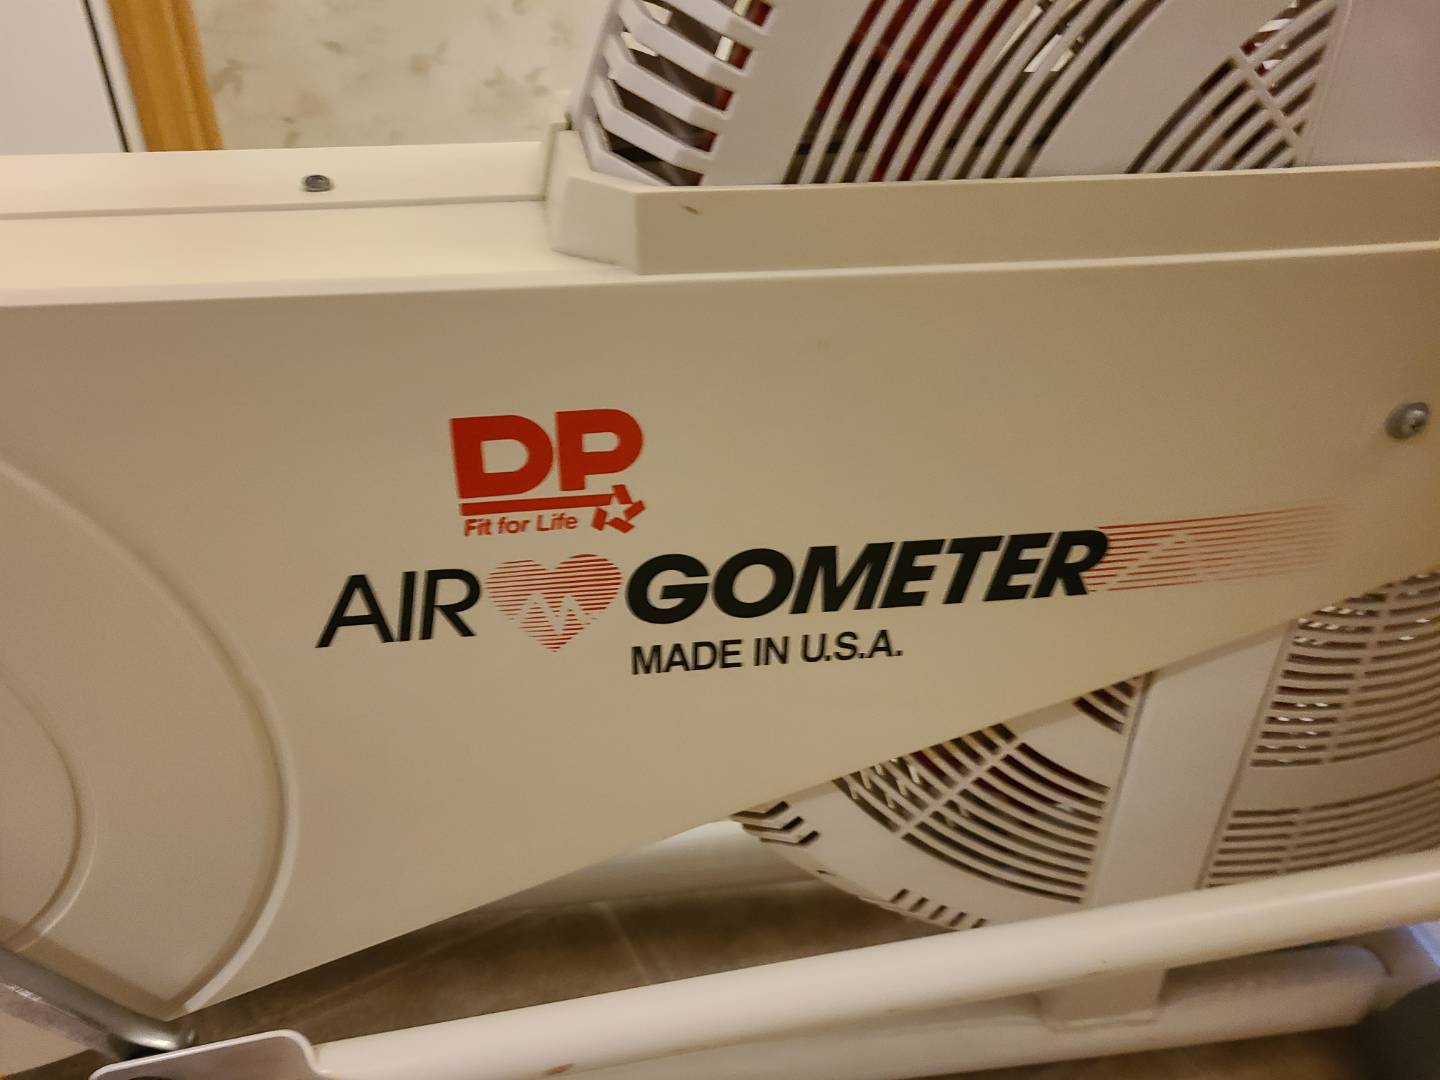 DP
Fit for Life
AIR GOMETER
MADE IN U.S.A.